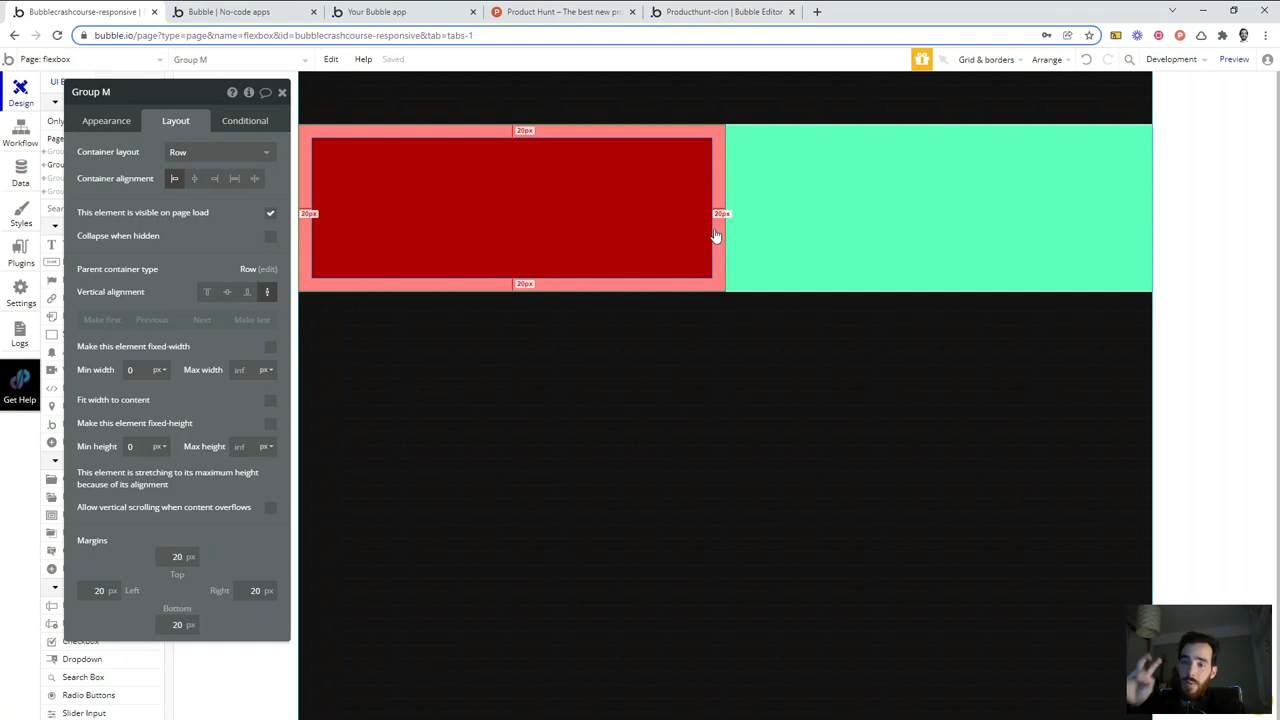 Bubblecrashcourse-responsive |
Bubble | No-code apps
Your Bubble app
Product Hunt – The best new pro
Producthunt-clon | Bubble Editor
bubble.io/page?type=page&name=flexbox&id=bubblecrashcourse-responsive&tab=tabs-1
Page: flexbox
Group M
Edit
Help
Saved
Grid & borders
Arrange
Development
Preview
Design
Workflow
Data
Styles
Plugins
Settings
Logs
Get Help
UI B
Only
Page
Group M
Appearance
Layout
Conditional
Container layout
Row
Container alignment
This element is visible on page load
Collapse when hidden
Parent container type
Row (edit)
Vertical alignment
Make first
Previous
Next
Make last
Make this element fixed-width
Min width
0
px
Max width
inf
px
Fit width to content
Make this element fixed-height
Min height
0
px
Max height
inf
px
This element is stretching to its maximum height
because of its alignment
Allow vertical scrolling when content overflows
Margins
20 px
Top
20 px
Left
Right
20 px
Bottom
20 px
Checkbox
Dropdown
Search Box
Radio Buttons
Slider Input
20px
20px
20px
20px